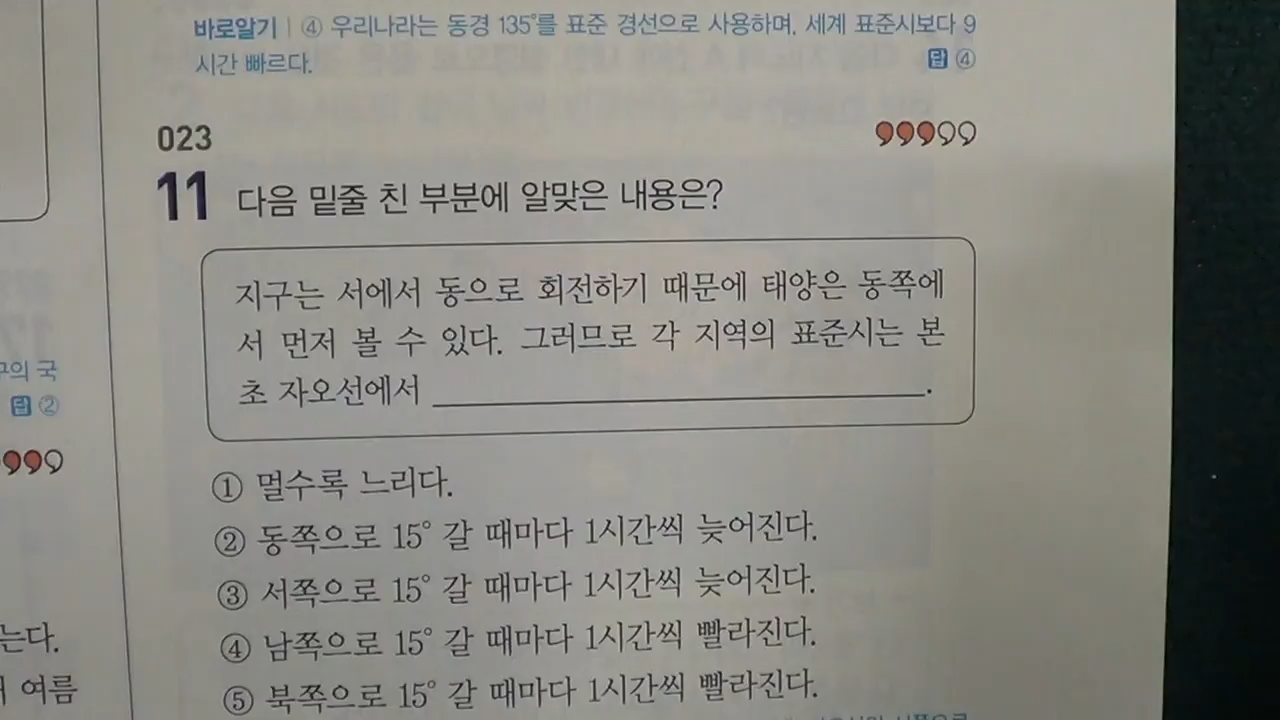 바로알기 | ④ 우리나라는 동경 135°를 표준 경선으로 사용하며, 세계 표준시보다 9
시간 빠르다.
답 ④
023
11 다음 밑줄 친 부분에 알맞은 내용은?
지구는 서에서 동으로 회전하기 때문에 태양은 동쪽에
서 먼저 볼 수 있다. 그러므로 각 지역의 표준시는 본
초 자오선에서 .
① 멀수록 느리다.
② 동쪽으로 15° 갈 때마다 1시간씩 늦어진다.
③ 서쪽으로 15° 갈 때마다 1시간씩 늦어진다.
④ 남쪽으로 15° 갈 때마다 1시간씩 빨라진다.
⑤ 북쪽으로 15° 갈 때마다 1시간씩 빨라진다.
구의 국
답 ②
는다.
여름